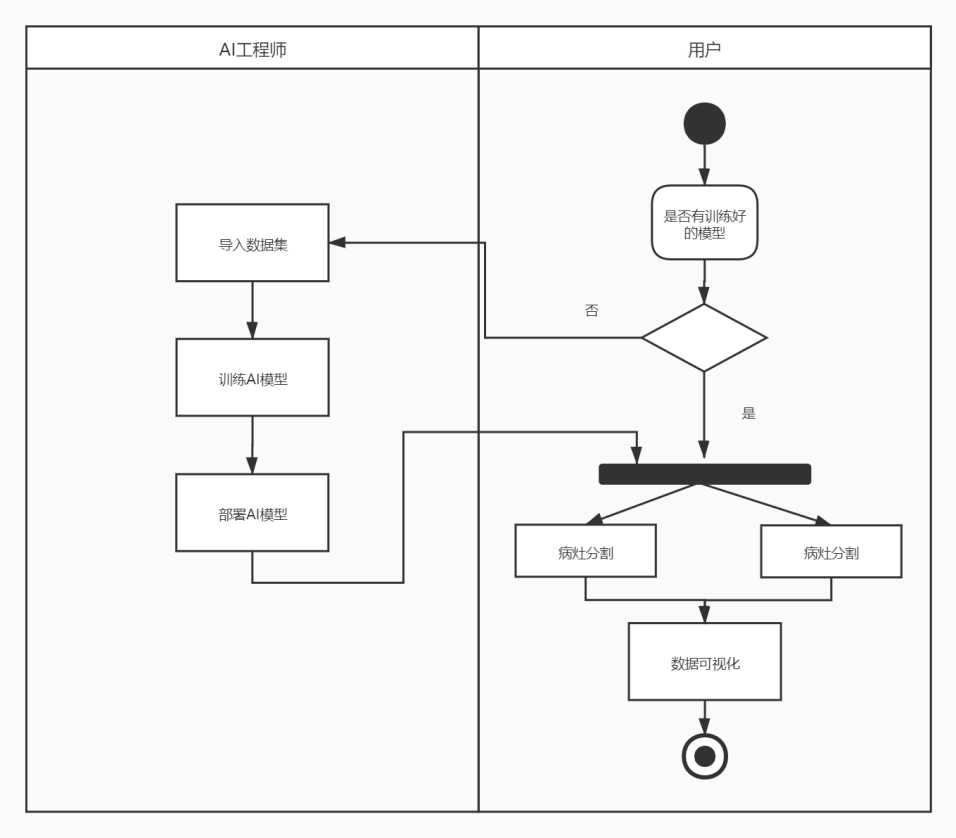 AI工程师
用户
是否有训练好
的模型
导入数据集
否
训练AI模型
是
部署AI模型
病灶分割
病灶分割
数据可视化